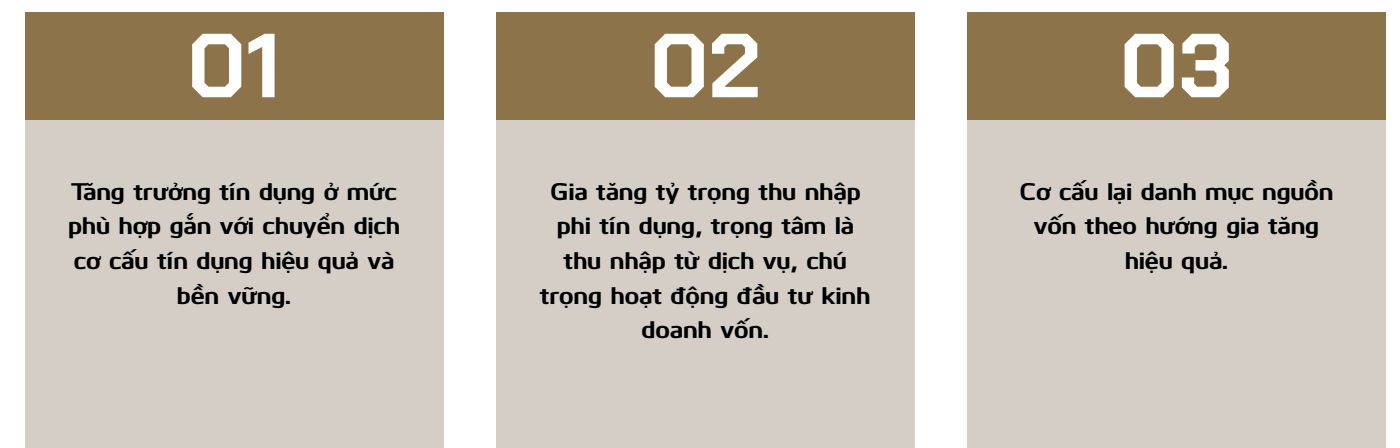 01
Tăng trưởng tín dụng ở mức
phù hợp gắn với chuyển dịch
cơ cấu tín dụng hiệu quả và
bền vững.
02
Gia tăng tỷ trọng thu nhập
phi tín dụng, trọng tâm là
thu nhập từ dịch vụ, chú
trọng hoạt động đầu tư kinh
doanh vốn.
03
Cơ cấu lại danh mục nguồn
vốn theo hướng gia tăng
hiệu quả.